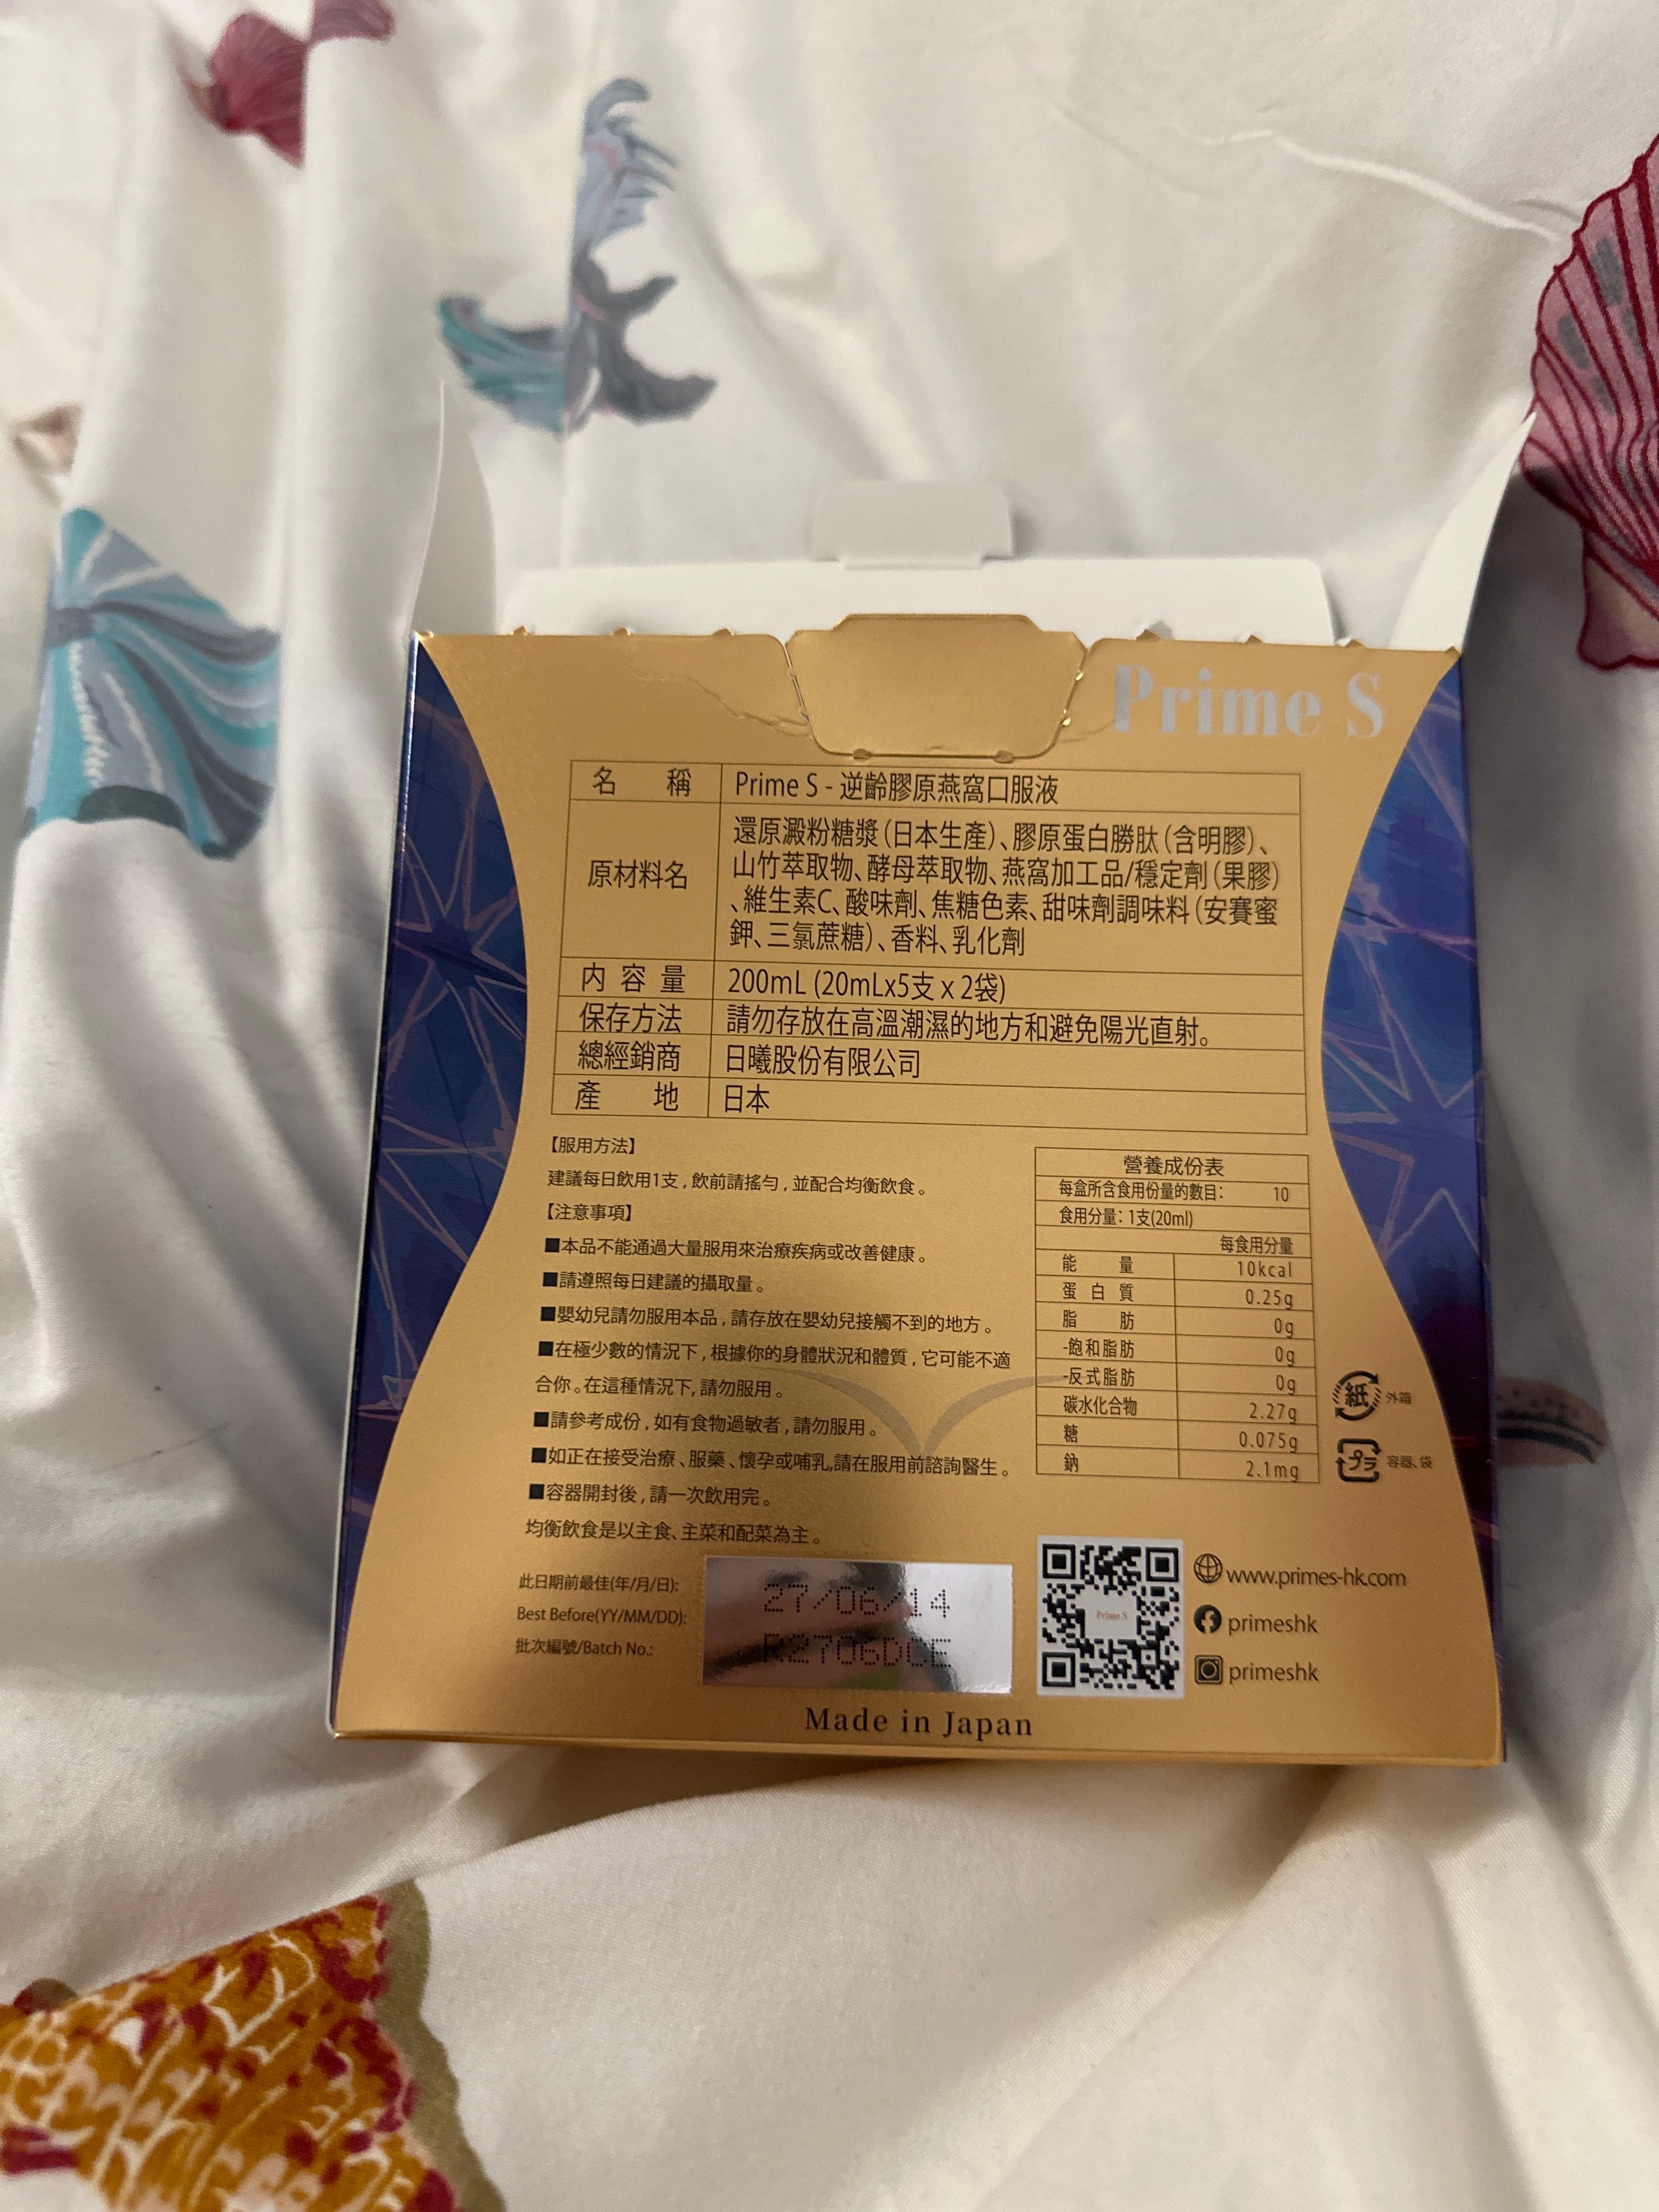 Prime S
名 稱 Prime S - 逆齡膠原燕窩口服液
原材料名 還原澱粉糖漿(日本生產)、膠原蛋白勝肽(含明膠)、
山竹萃取物、酵母萃取物、燕窩加工品/穩定劑(果膠)
、維生素C、酸味劑、焦糖色素、甜味劑調味料(安賽蜜
鉀、三氯蔗糖)、香料、乳化劑
內容量 200mL (20mLx5支 x 2袋)
保存方法 請勿存放在高溫潮濕的地方和避免陽光直射。
總經銷商 日曦股份有限公司
產 地 日本
【服用方法】
建議每日飲用1支,飲前請搖勻,並配合均衡飲食。
【注意事項】
■本品不能通過大量服用來治療疾病或改善健康。
■請遵照每日建議的攝取量。
■嬰幼兒請勿服用本品,請存放在嬰幼兒接觸不到的地方。
■在極少數的情況下,根據你的身體狀況和體質,它可能不適
合你。在這種情況下,請勿服用。
■請參考成份,如有食物過敏者,請勿服用。
■如正在接受治療、服藥、懷孕或哺乳,請在服用前諮詢醫生。
■容器開封後,請一次飲用完。
均衡飲食是以主食、主菜和配菜為主。
營養成份表
每盒所含食用份量的數目: 10
食用分量: 1支(20ml)
每食用分量
能 量 10kcal
蛋白質 0.25g
脂 肪 0g
-飽和脂肪 0g
-反式脂肪 0g
碳水化合物 2.27g
糖 0.075g
鈉 2.1mg
紙 外箱
プラ 容器、袋
此日期前最佳(年/月/日):
Best Before(YY/MM/DD):
批次編號/Batch No.:
27/06/14
R2706DCE
Prime S
www.primes-hk.com
primeshk
primeshk
Made in Japan